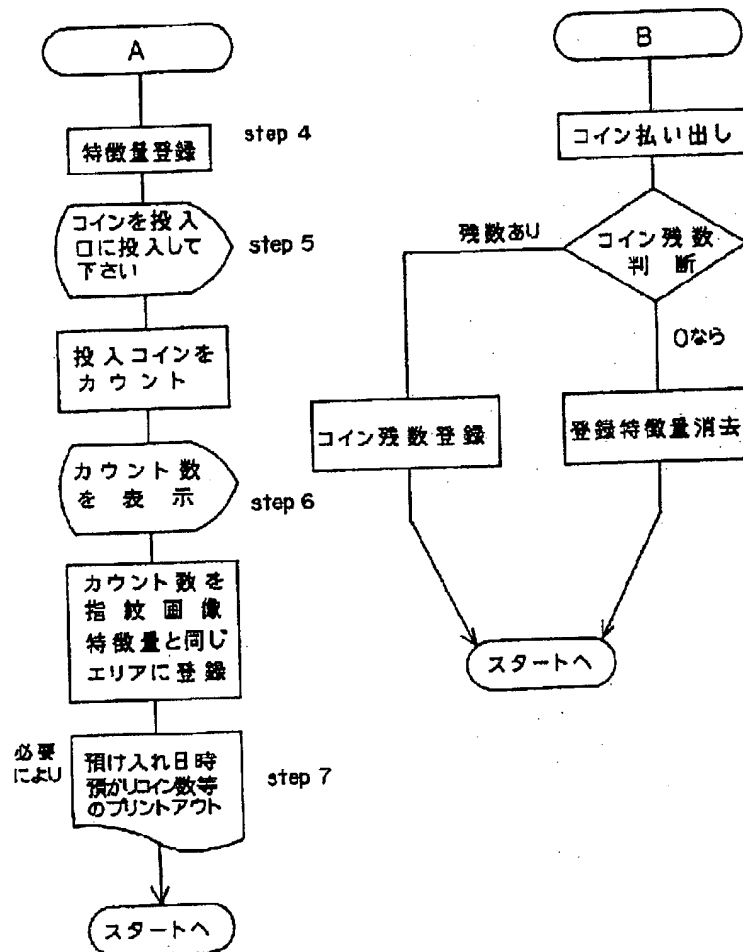 A
特徴量登録
step 4
コインを投入
口に投入して
下さい
step 5
投入コインを
カウント
カウント数
を表示
step 6
カウント数を
指紋画像
特徴量と同じ
エリアに登録
必要
により
預け入れ日時
預かりコイン数等
のプリントアウト
step 7
スタートへ
B
コイン払い出し
コイン残数
判断
残数あり
0なら
コイン残数登録
登録特徴量消去
スタートへ